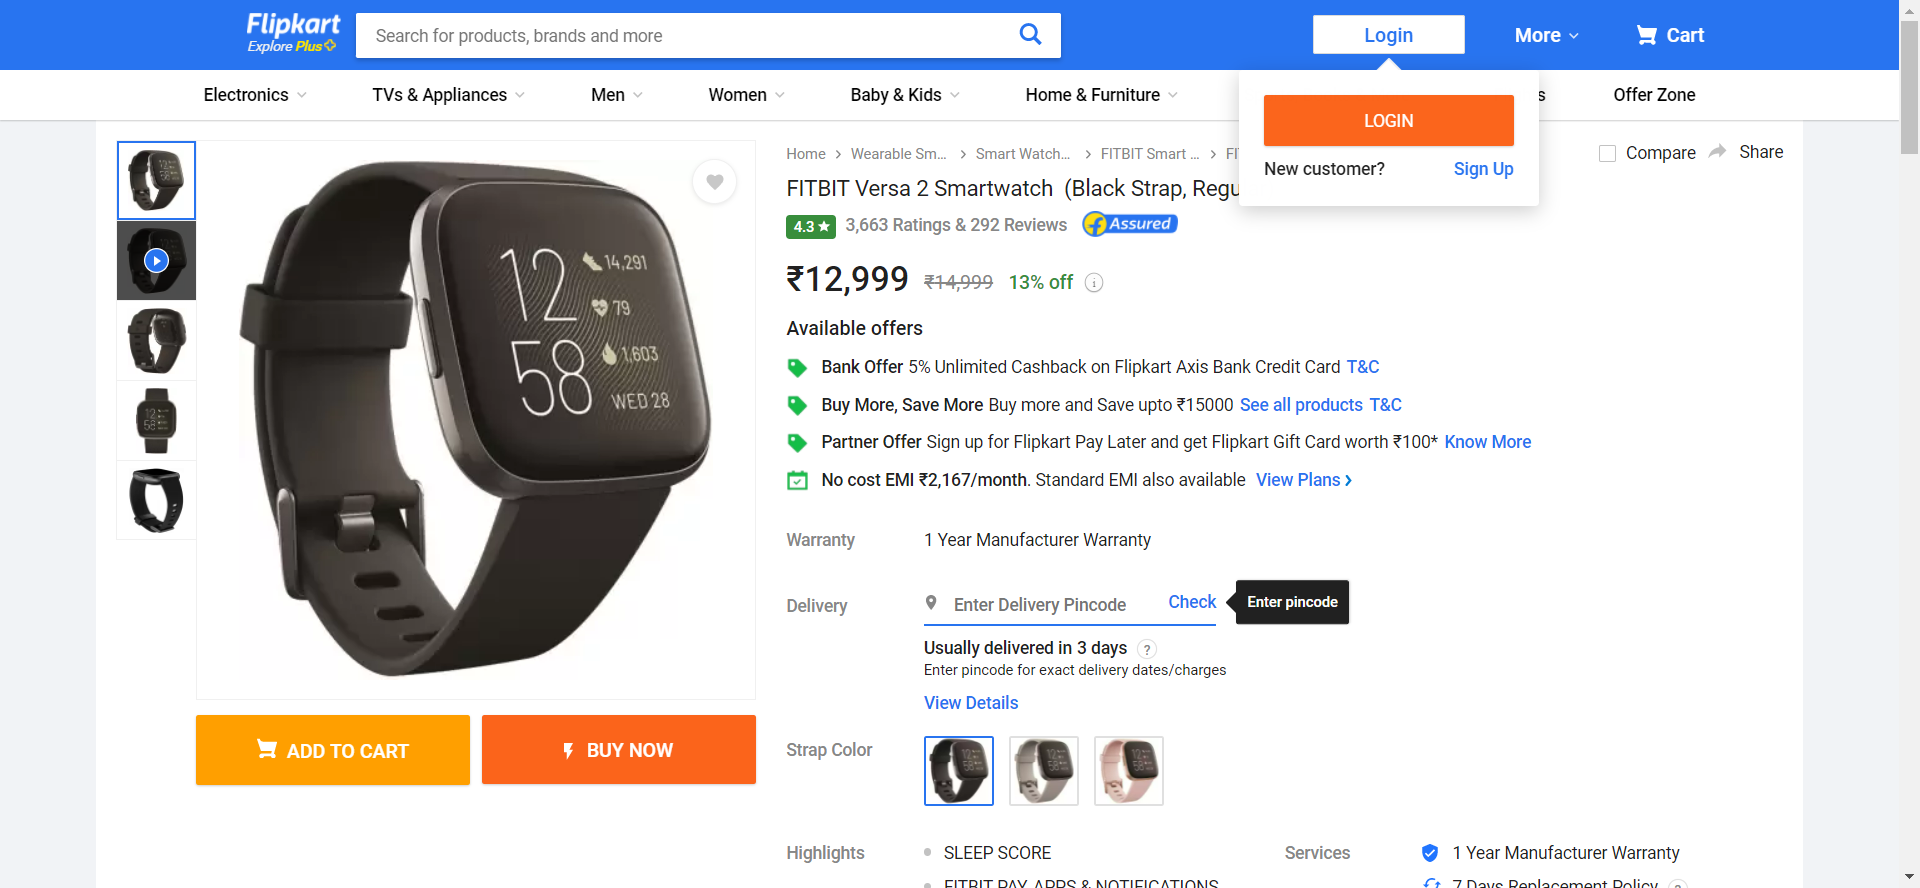 Flipkart
Explore Plus
Search for products, brands and more
Login
More
Cart
Electronics
TVs & Appliances
Men
Women
Baby & Kids
Home & Furniture
s
Offer Zone
LOGIN
New customer?
Sign Up
Home
Wearable Sm...
Smart Watch...
FITBIT Smart ...
FI
Compare
Share
FITBIT Versa 2 Smartwatch (Black Strap, Regu
4.3
3,663 Ratings & 292 Reviews
f Assured
₹12,999 ₹14,999 13% off i
Available offers
Bank Offer 5% Unlimited Cashback on Flipkart Axis Bank Credit Card T&C
Buy More, Save More Buy more and Save upto ₹15000 See all products T&C
Partner Offer Sign up for Flipkart Pay Later and get Flipkart Gift Card worth ₹100* Know More
No cost EMI ₹2,167/month. Standard EMI also available View Plans
Warranty
1 Year Manufacturer Warranty
Delivery
Enter Delivery Pincode
Check
Enter pincode
Usually delivered in 3 days ?
Enter pincode for exact delivery dates/charges
View Details
Strap Color
Highlights
SLEEP SCORE
FITBIT PAY, APPS & NOTIFICATIONS
Services
1 Year Manufacturer Warranty
7 Days Replacement Policy ?
12
58
14,291
79
1,603
WED 28
ADD TO CART
BUY NOW